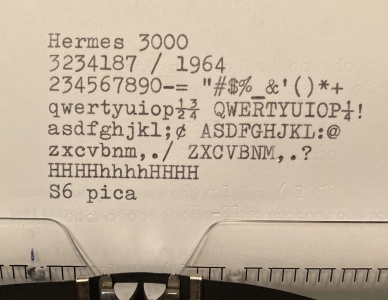 Hermes 3000
3234187 / 1964
234567890-= "#$%_&'()*+
qwertyuiop½¾ QWERTYUIOP¼!
asdfghjkl;¢ ASDFGHJKL:@
zxcvbnm,./ ZXCVBNM,.?
HHHHhhhhHHHH
S6 pica